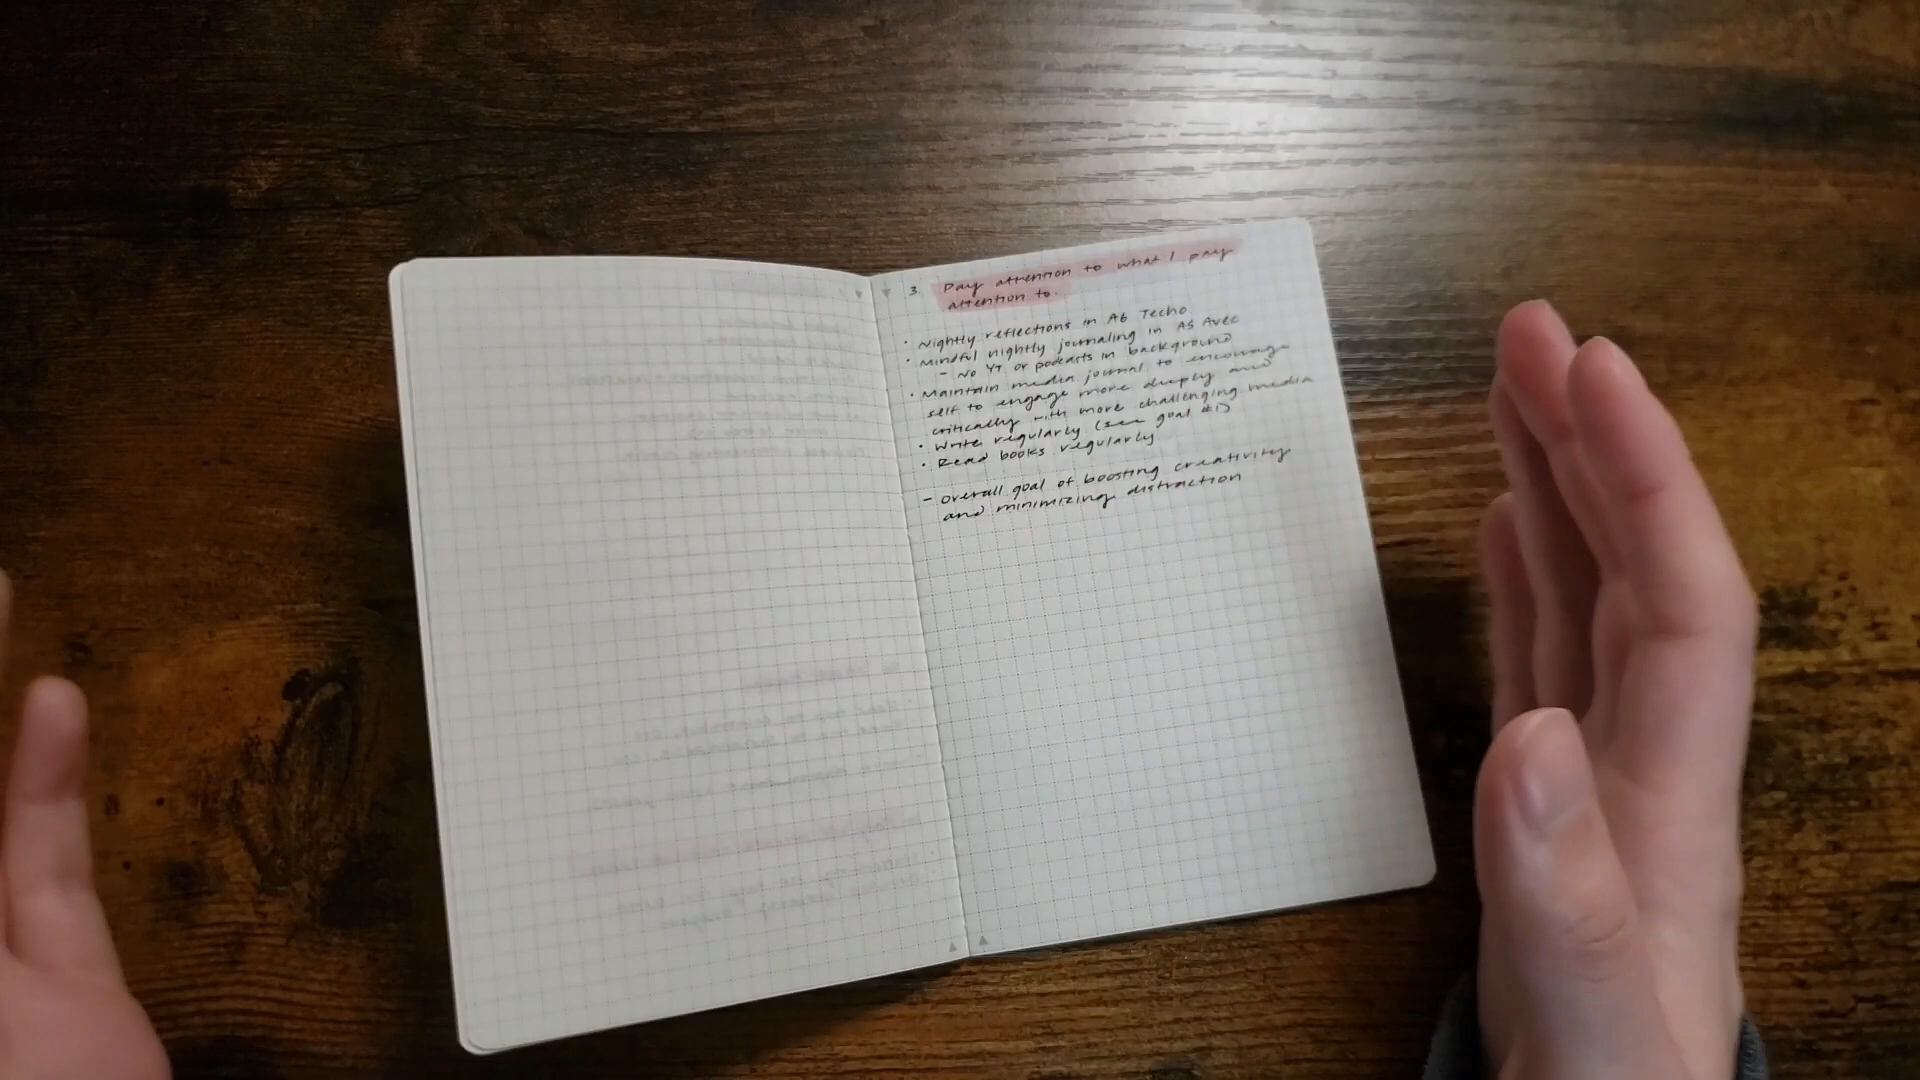 3. Pay attention to what I pay
attention to.
• Nightly reflections in A6 Techo.
• Mindful nightly journaling in A5 Avec
- No YT or podcasts in background
• Maintain media journal to encourage
self to engage more deeply and
critically with more challenging media
• Write regularly (see goal #1)
• Read books regularly
- Overall goal of boosting creativity
and minimizing distraction